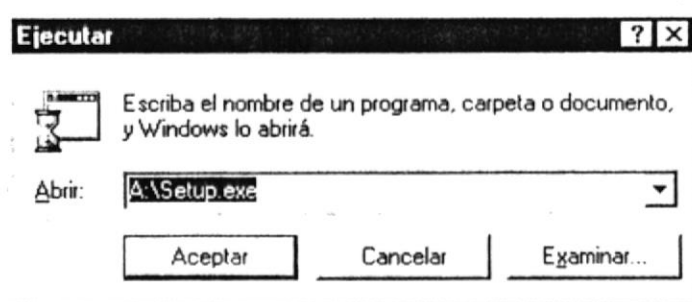 Ejecutar
Escriba el nombre de un programa, carpeta o documento,
y Windows lo abrirá.
Abrir: A:\Setup.exe
Aceptar Cancelar Examinar...